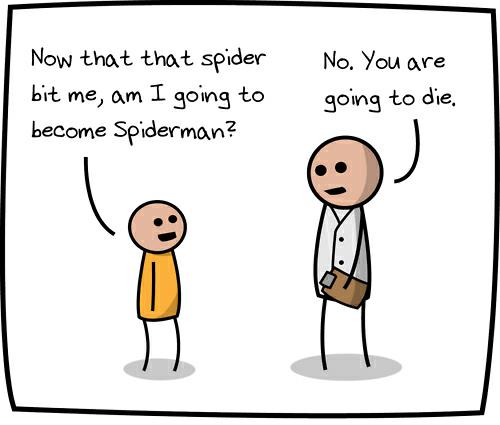 Now that that spider
bit me, am I going to
become Spiderman?
No. You are
going to die.